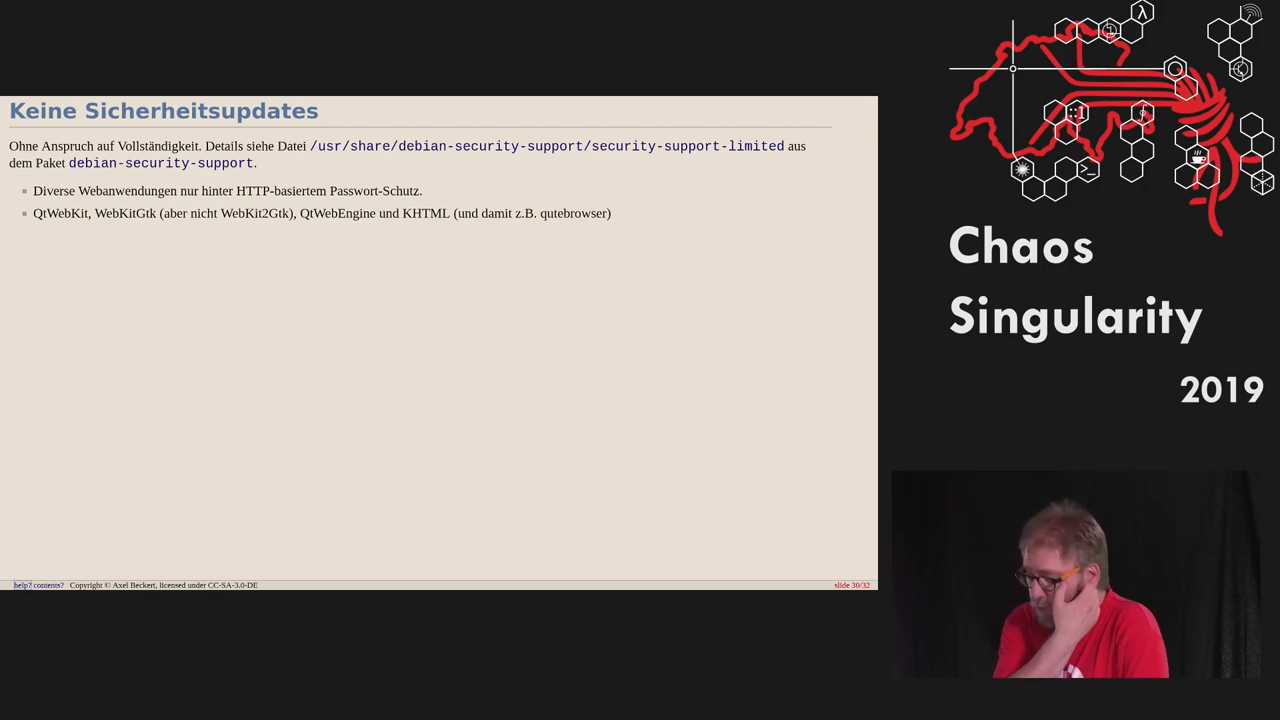 Keine Sicherheitsupdates
Ohne Anspruch auf Vollständigkeit. Details siehe Datei /usr/share/debian-security-support/security-support-limited aus
dem Paket debian-security-support.
Diverse Webanwendungen nur hinter HTTP-basiertem Passwort-Schutz.
QtWebKit, WebKitGtk (aber nicht WebKit2Gtk), QtWebEngine und KHTML (und damit z.B. qutebrowser)
help? contents? Copyright © Axel Beckert, licensed under CC-SA-3.0-DE
slide 30/32
λ
:::1
>_
Chaos
Singularity
2019